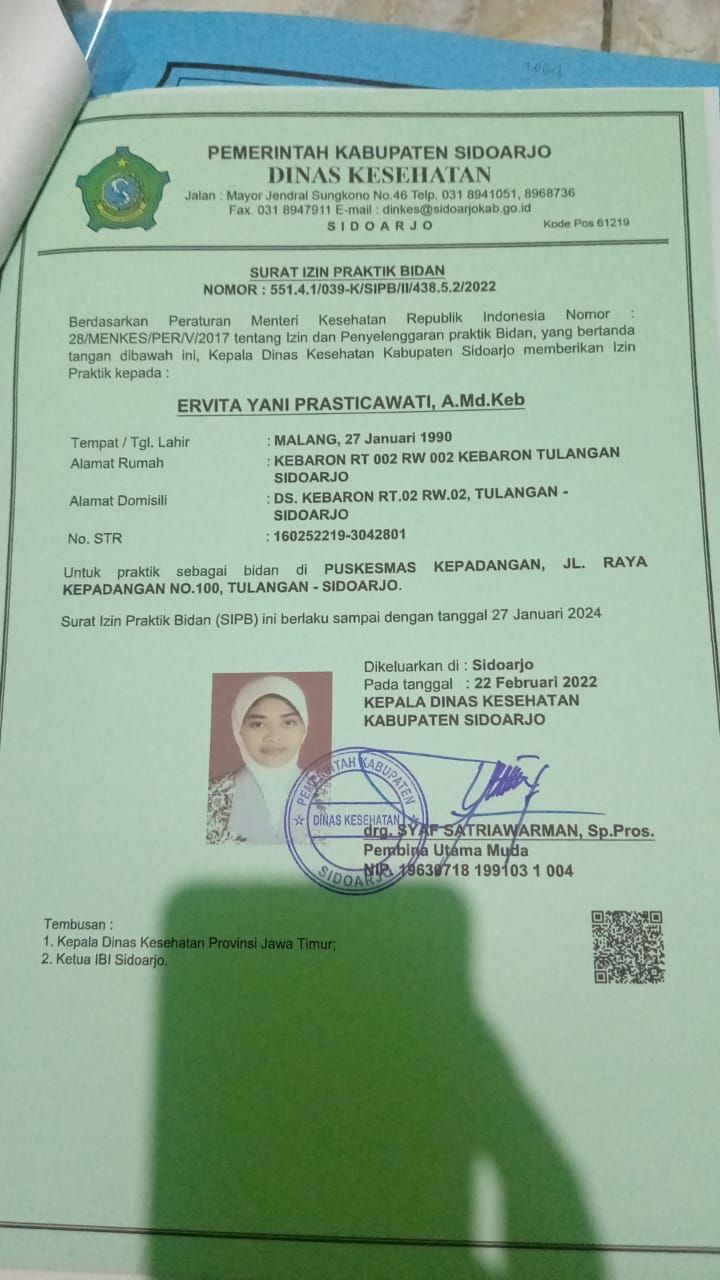 PEMERINTAH KABUPATEN SIDOARJO
DINAS KESEHATAN
Jalan : Mayor Jendral Sungkono No.46 Telp. 031 8941051, 8968736
Fax. 031 8947911 E-mail : dinkes@sidoarjokab.go.id
SIDOARJO
Kode Pos 61219
SURAT IZIN PRAKTIK BIDAN
NOMOR : 551.4.1/039-K/SIPB/II/438.5.2/2022
Berdasarkan Peraturan Menteri Kesehatan Republik Indonesia Nomor :
28/MENKES/PER/V/2017 tentang Izin dan Penyelenggaran praktik Bidan, yang bertanda
tangan dibawah ini, Kepala Dinas Kesehatan Kabupaten Sidoarjo memberikan Izin
Praktik kepada :
ERVITA YANI PRASTICAWATI, A.Md.Keb
Tempat / Tgl. Lahir : MALANG, 27 Januari 1990
Alamat Rumah : KEBARON RT 002 RW 002 KEBARON TULANGAN
SIDOARJO
Alamat Domisili : DS. KEBARON RT.02 RW.02, TULANGAN -
SIDOARJO
No. STR : 160252219-3042801
Untuk praktik sebagai bidan di PUSKESMAS KEPADANGAN, JL. RAYA
KEPADANGAN NO.100, TULANGAN - SIDOARJO.
Surat Izin Praktik Bidan (SIPB) ini berlaku sampai dengan tanggal 27 Januari 2024
Dikeluarkan di : Sidoarjo
Pada tanggal : 22 Februari 2022
KEPALA DINAS KESEHATAN
KABUPATEN SIDOARJO
PEMERINTAH KABUPATEN
DINAS KESEHATAN
SIDOARJO
drg. SYAF SATRIAWARMAN, Sp.Pros.
Pembina Utama Muda
NIP. 19630718 199103 1 004
Tembusan :
1. Kepala Dinas Kesehatan Provinsi Jawa Timur;
2. Ketua IBI Sidoarjo.